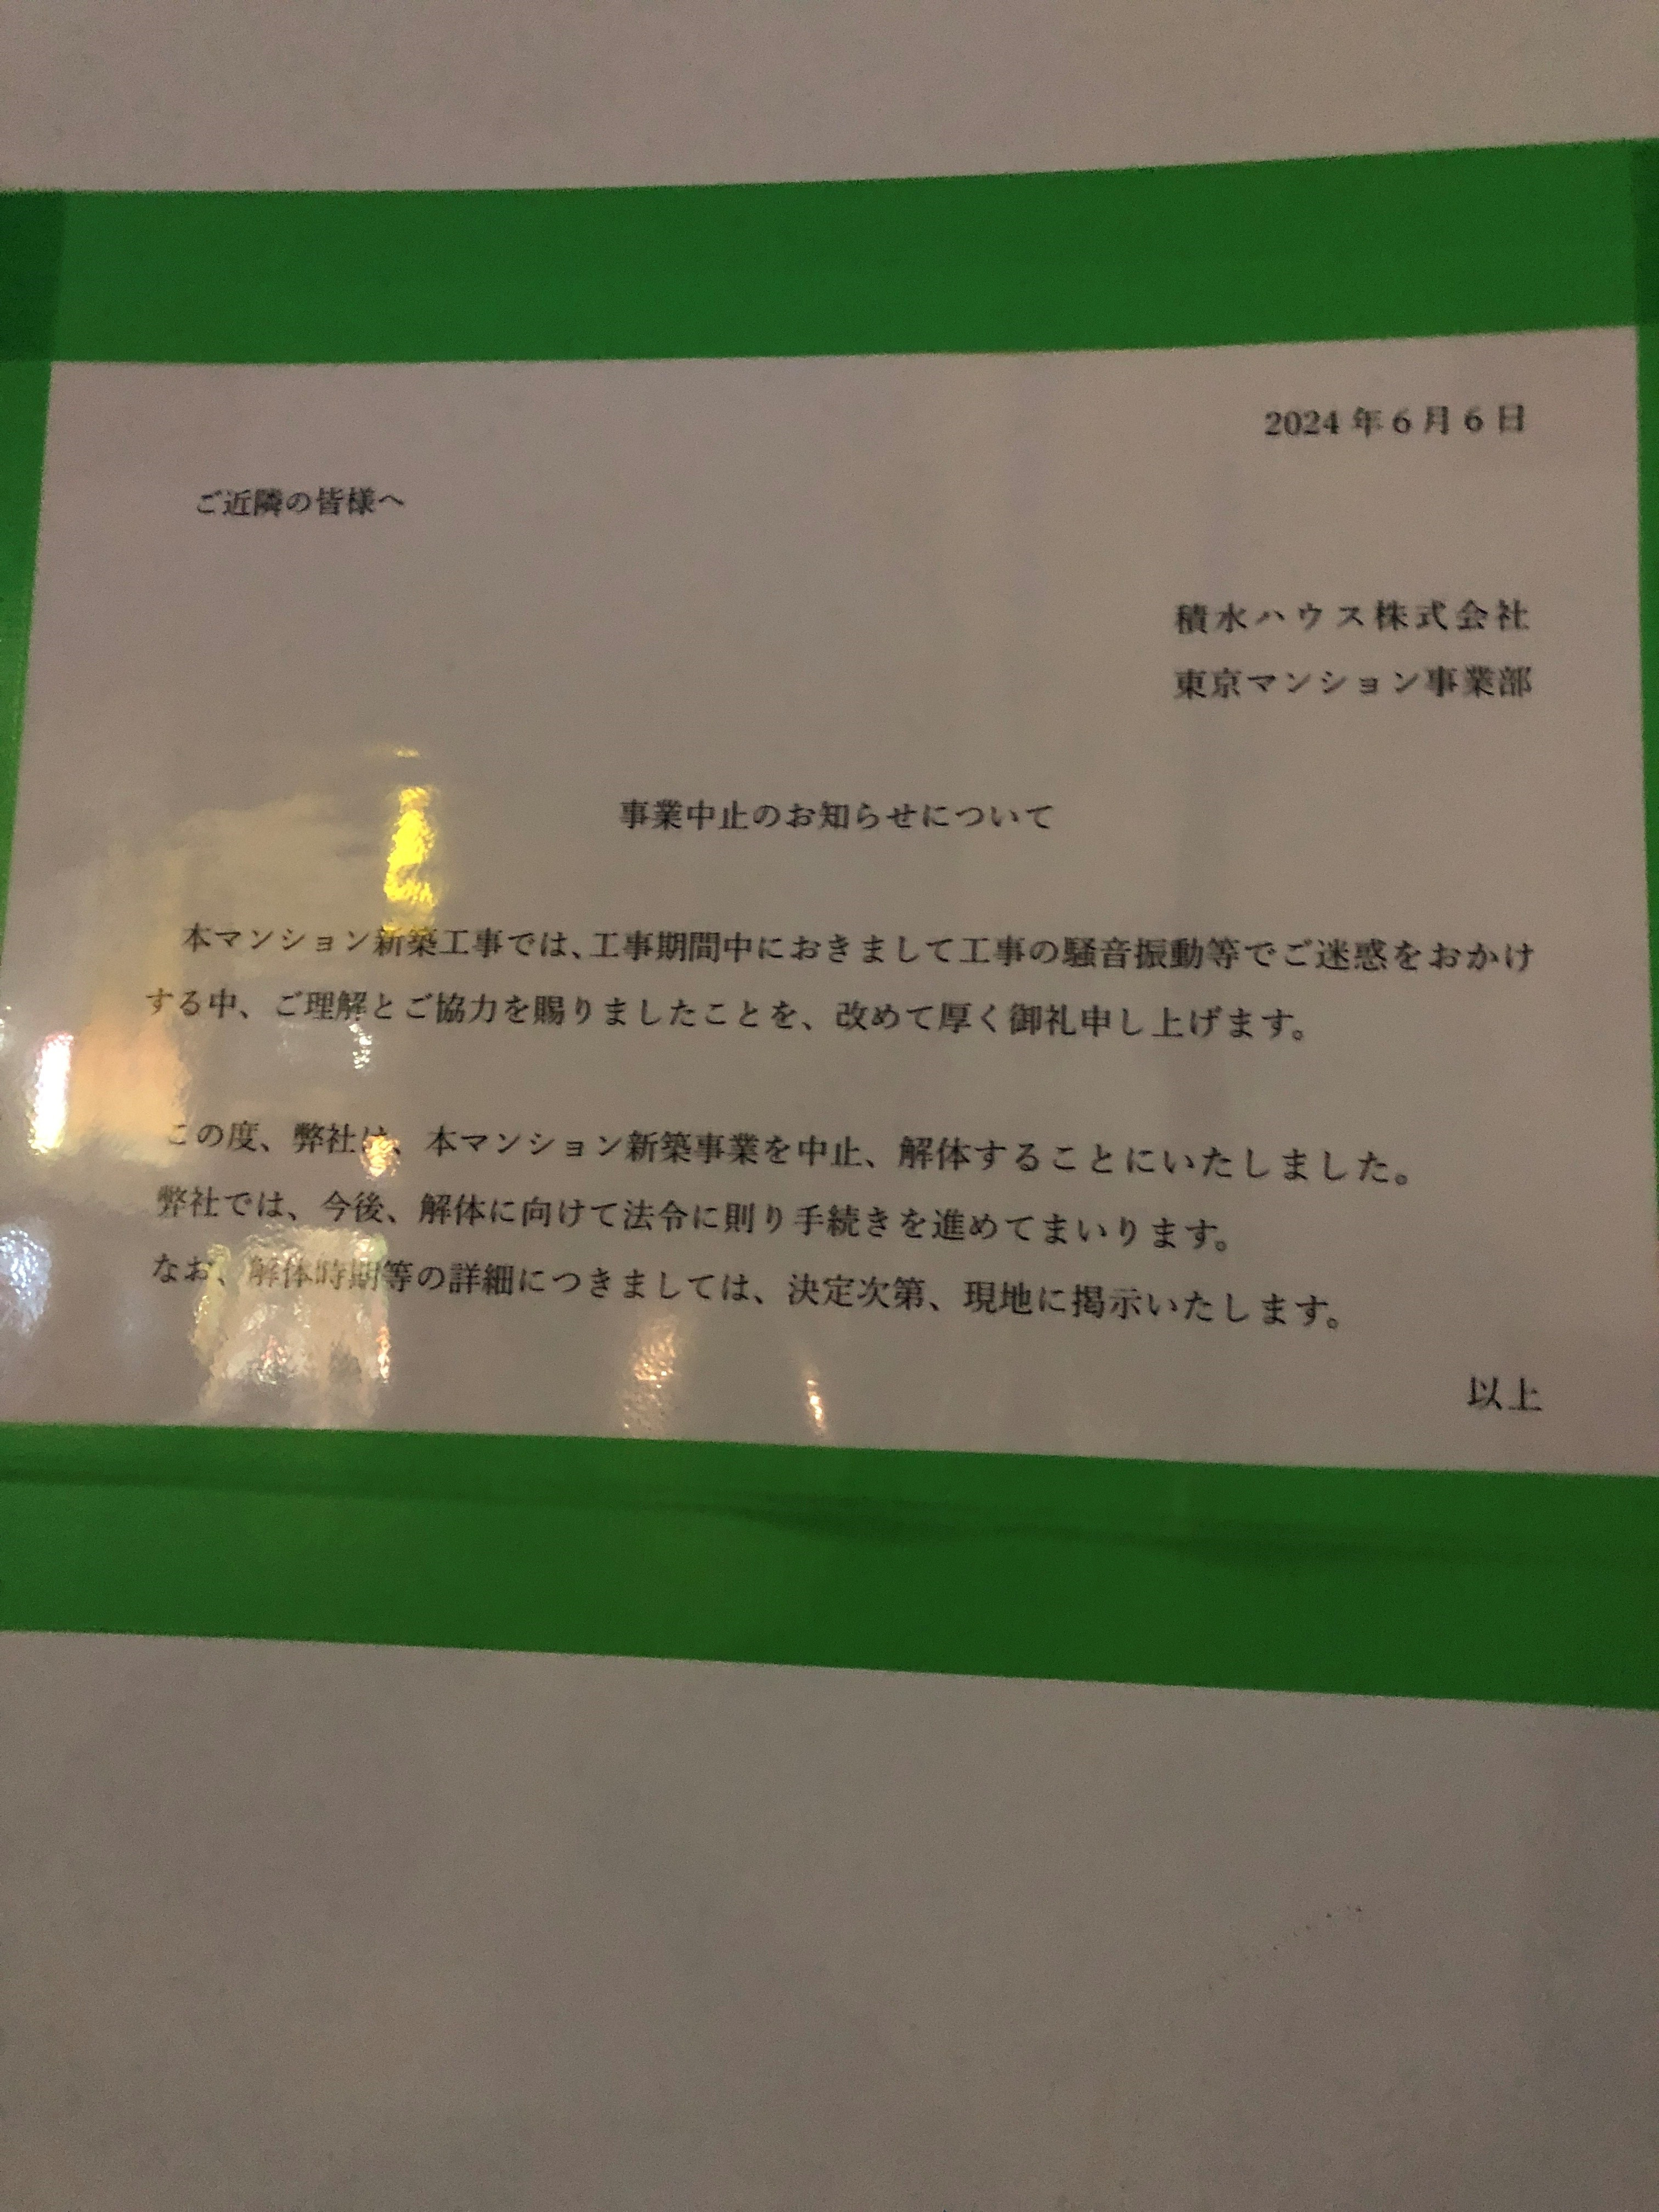 2024 年 6 月 6 日
ご近隣の皆様へ
積水ハウス株式会社
東京マンション事業部
事業中止のお知らせについて
本マンション新築工事では、工事期間中におきまして工事の騒音振動等でご迷惑をおかけ
する中、ご理解とご協力を賜りましたことを、改めて厚く御礼申し上げます。
この度、弊社は、本マンション新築事業を中止、解体することにいたしました。
弊社では、今後、解体に向けて法令に則り手続きを進めてまいります。
なお、解体時期等の詳細につきましては、決定次第、現地に掲示いたします。
以上